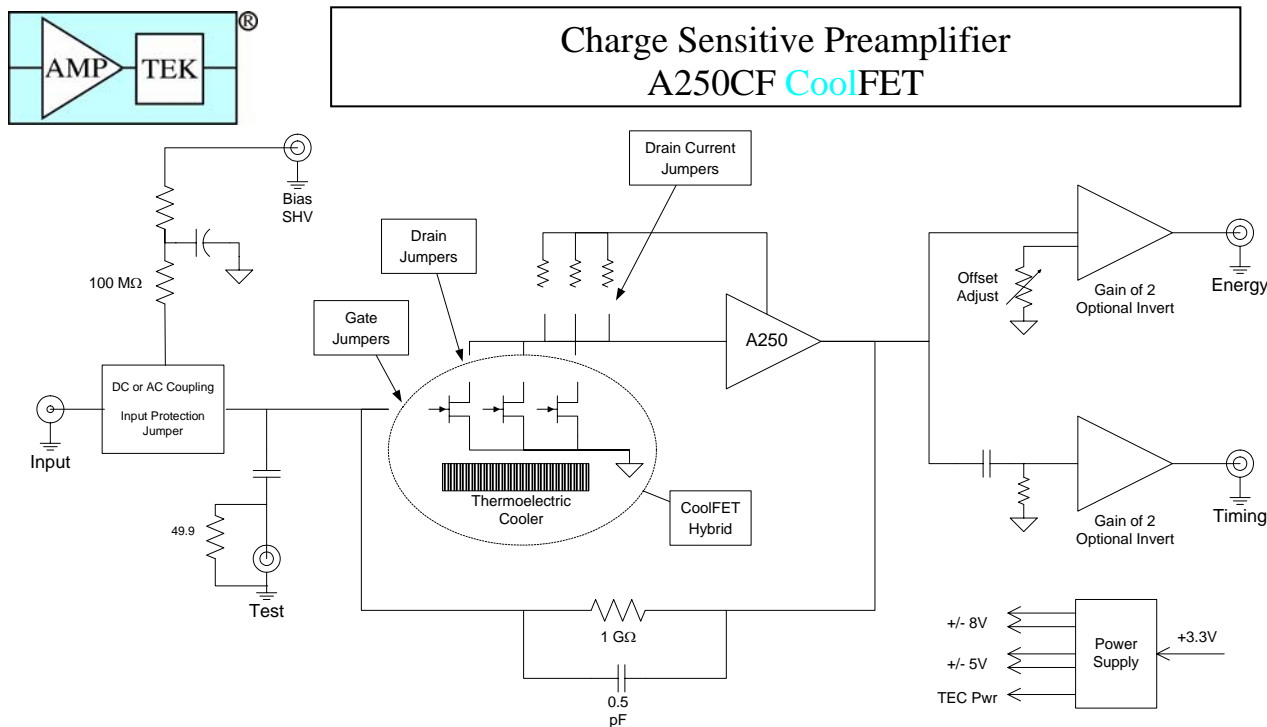 AMP TEK ®
Charge Sensitive Preamplifier
A250CF CoolFET
Bias
SHV
100 MΩ
DC or AC Coupling
Input Protection
Jumper
Input
49.9
Test
Gate
Jumpers
Drain
Jumpers
Drain Current
Jumpers
Thermoelectric
Cooler
CoolFET
Hybrid
1 GΩ
0.5
pF
A250
Offset
Adjust
Gain of 2
Optional Invert
Energy
Gain of 2
Optional Invert
Timing
+/- 8V
+/- 5V
TEC Pwr
Power
Supply
+3.3V